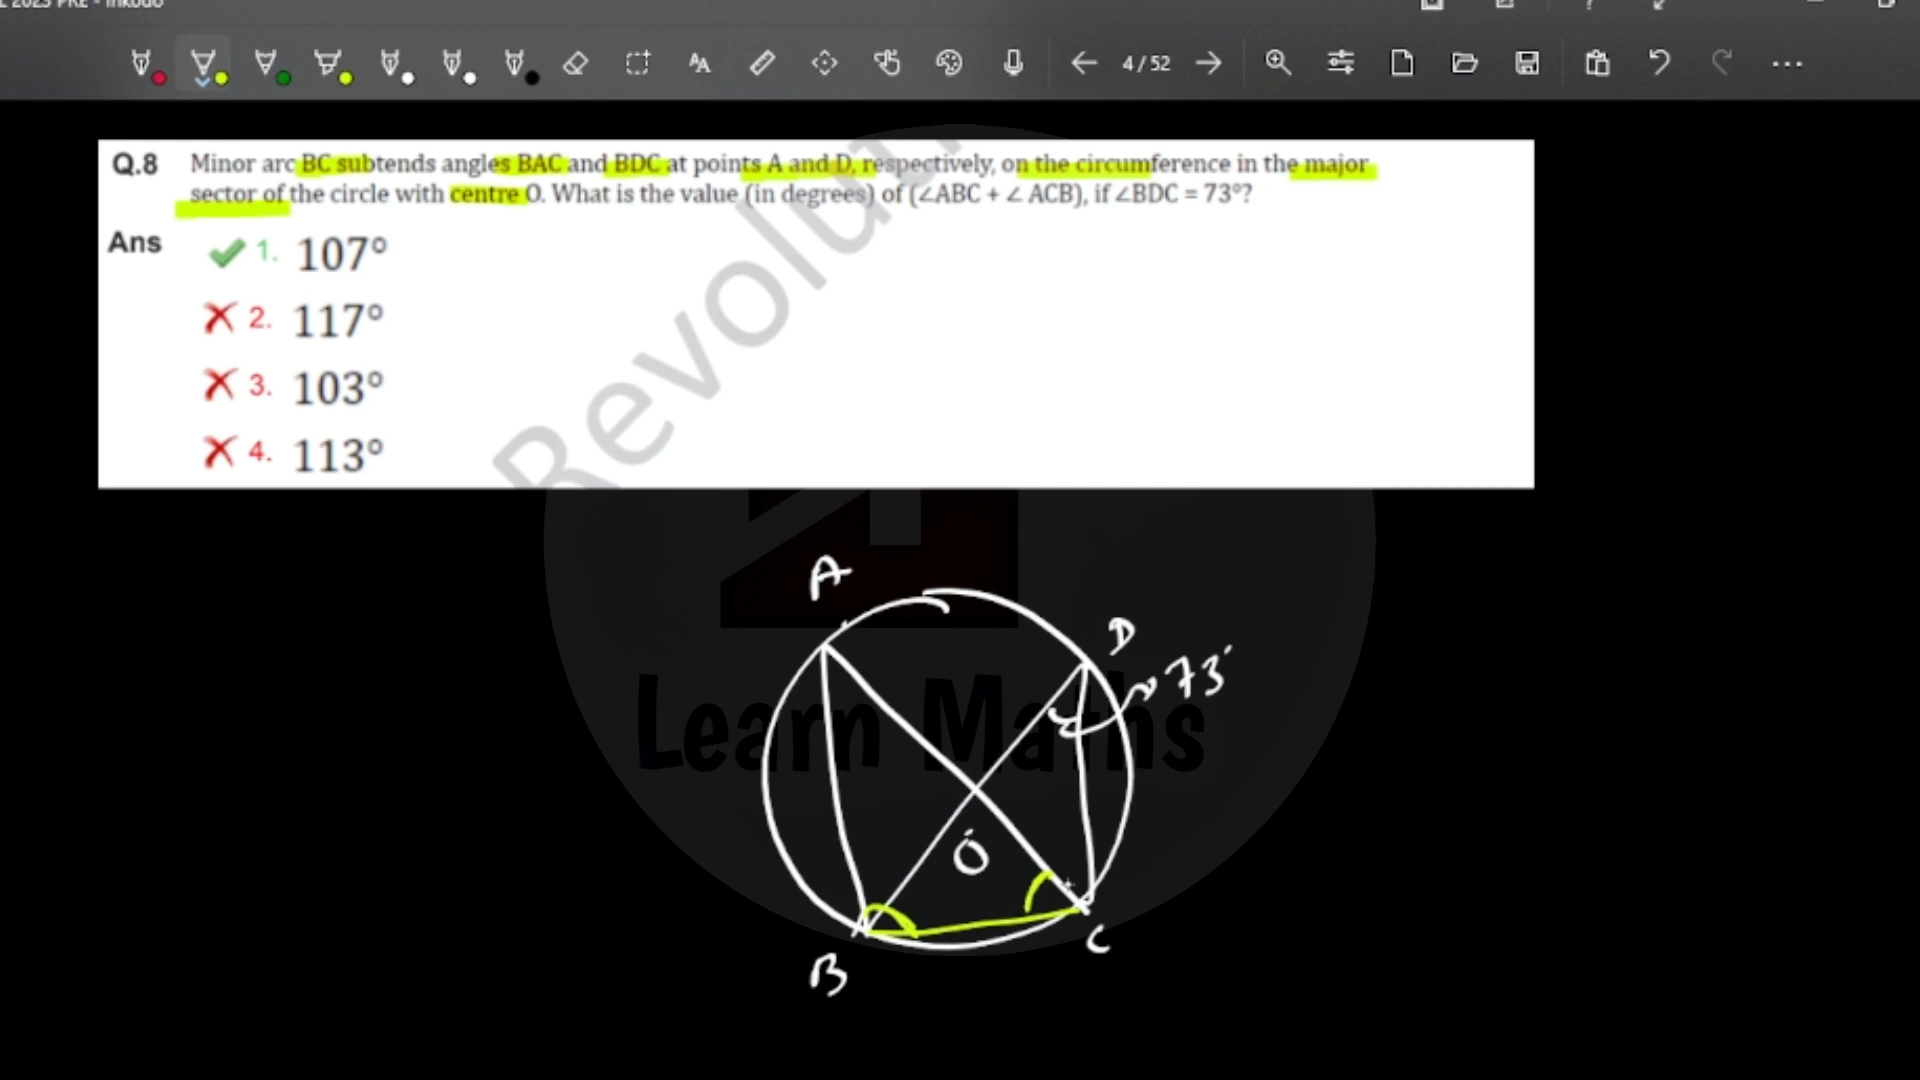 4 / 52
Q.8 Minor arc BC subtends angles BAC and BDC at points A and D, respectively, on the circumference in the major
sector of the circle with centre O. What is the value (in degrees) of (∠ABC + ∠ ACB), if ∠BDC = 73°?
Ans
1. 107°
2. 117°
3. 103°
4. 113°
Learn Maths
A
D
73°
O
C
B